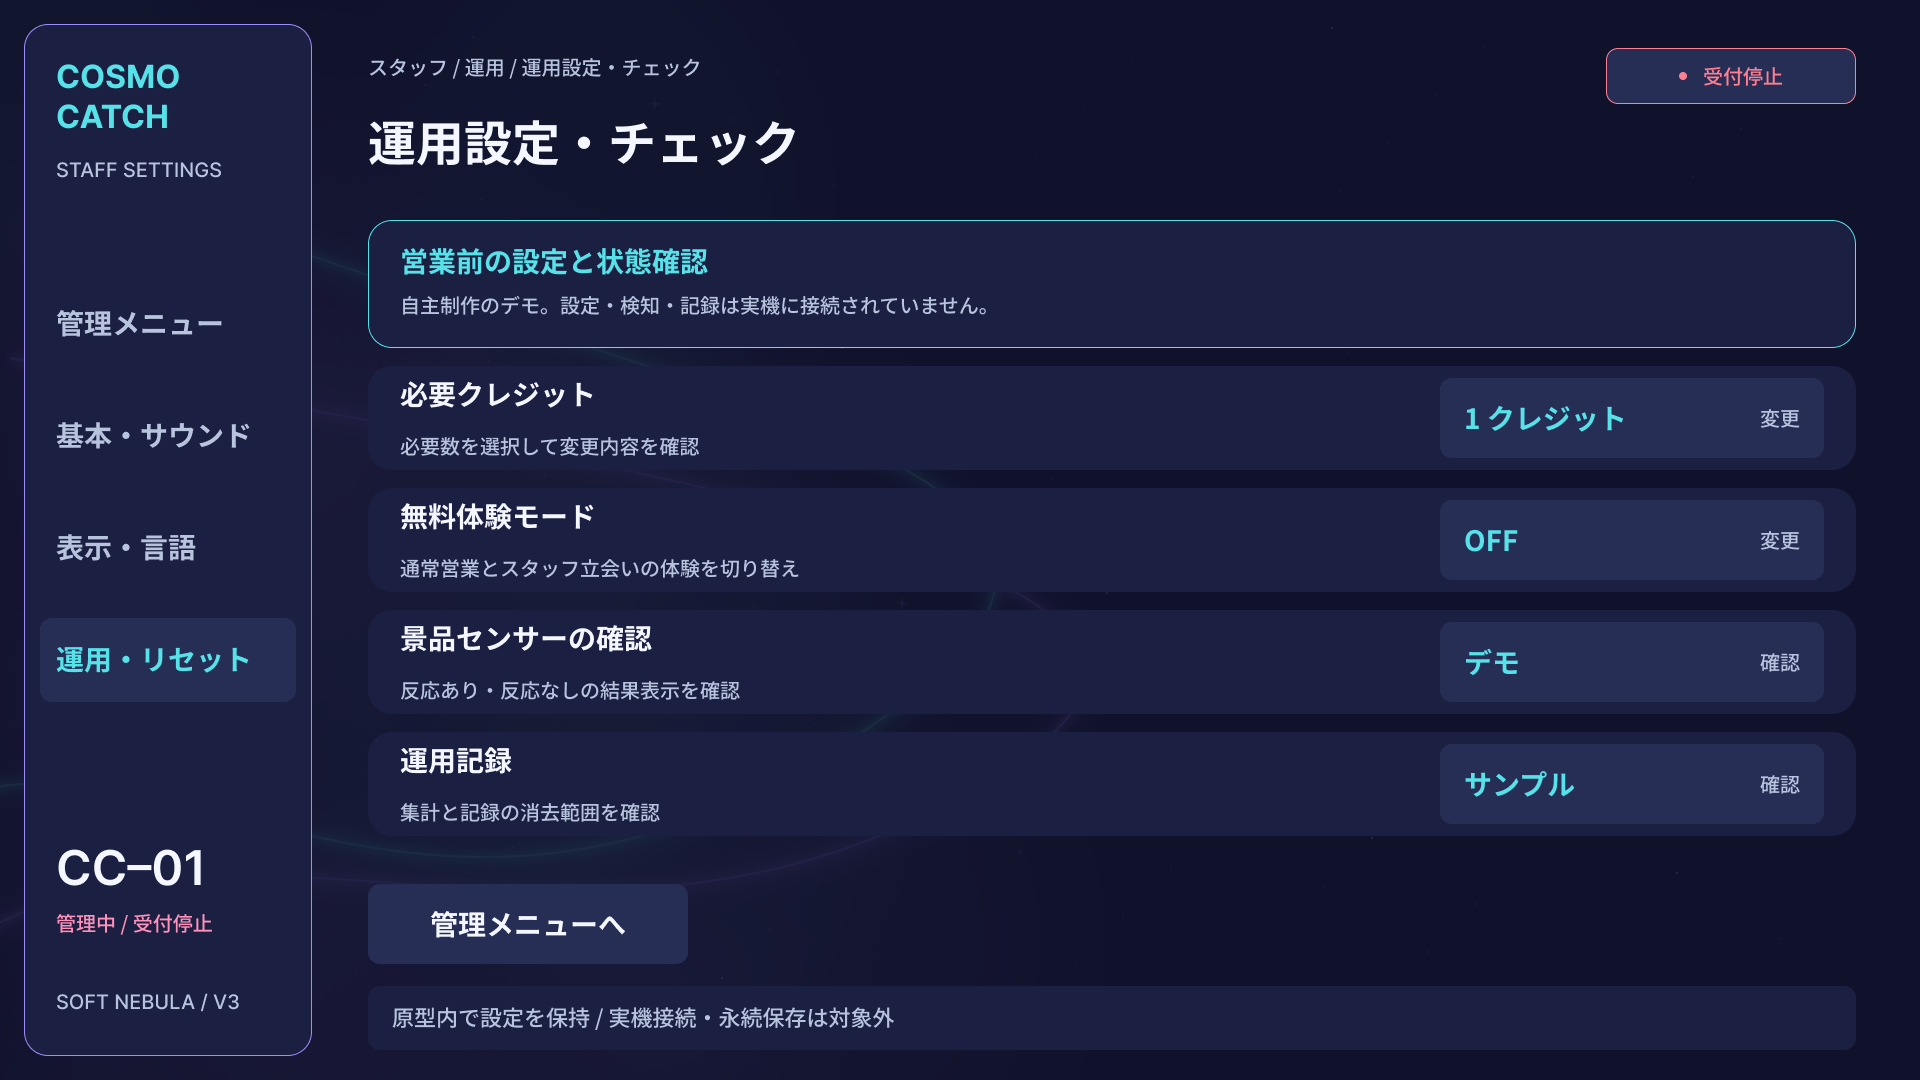 COSMO
CATCH
STAFF SETTINGS
管理メニュー
基本・サウンド
表示・言語
運用・リセット
CC–01
管理中 / 受付停止
SOFT NEBULA / V3
スタッフ / 運用 / 運用設定・チェック
運用設定・チェック
• 受付停止
営業前の設定と状態確認
自主制作のデモ。設定・検知・記録は実機に接続されていません。
必要クレジット
必要数を選択して変更内容を確認
1 クレジット 変更
無料体験モード
通常営業とスタッフ立会いの体験を切り替え
OFF 変更
景品センサーの確認
反応あり・反応なしの結果表示を確認
デモ 確認
運用記録
集計と記録の消去範囲を確認
サンプル 確認
管理メニューへ
原型内で設定を保持 / 実機接続・永続保存は対象外